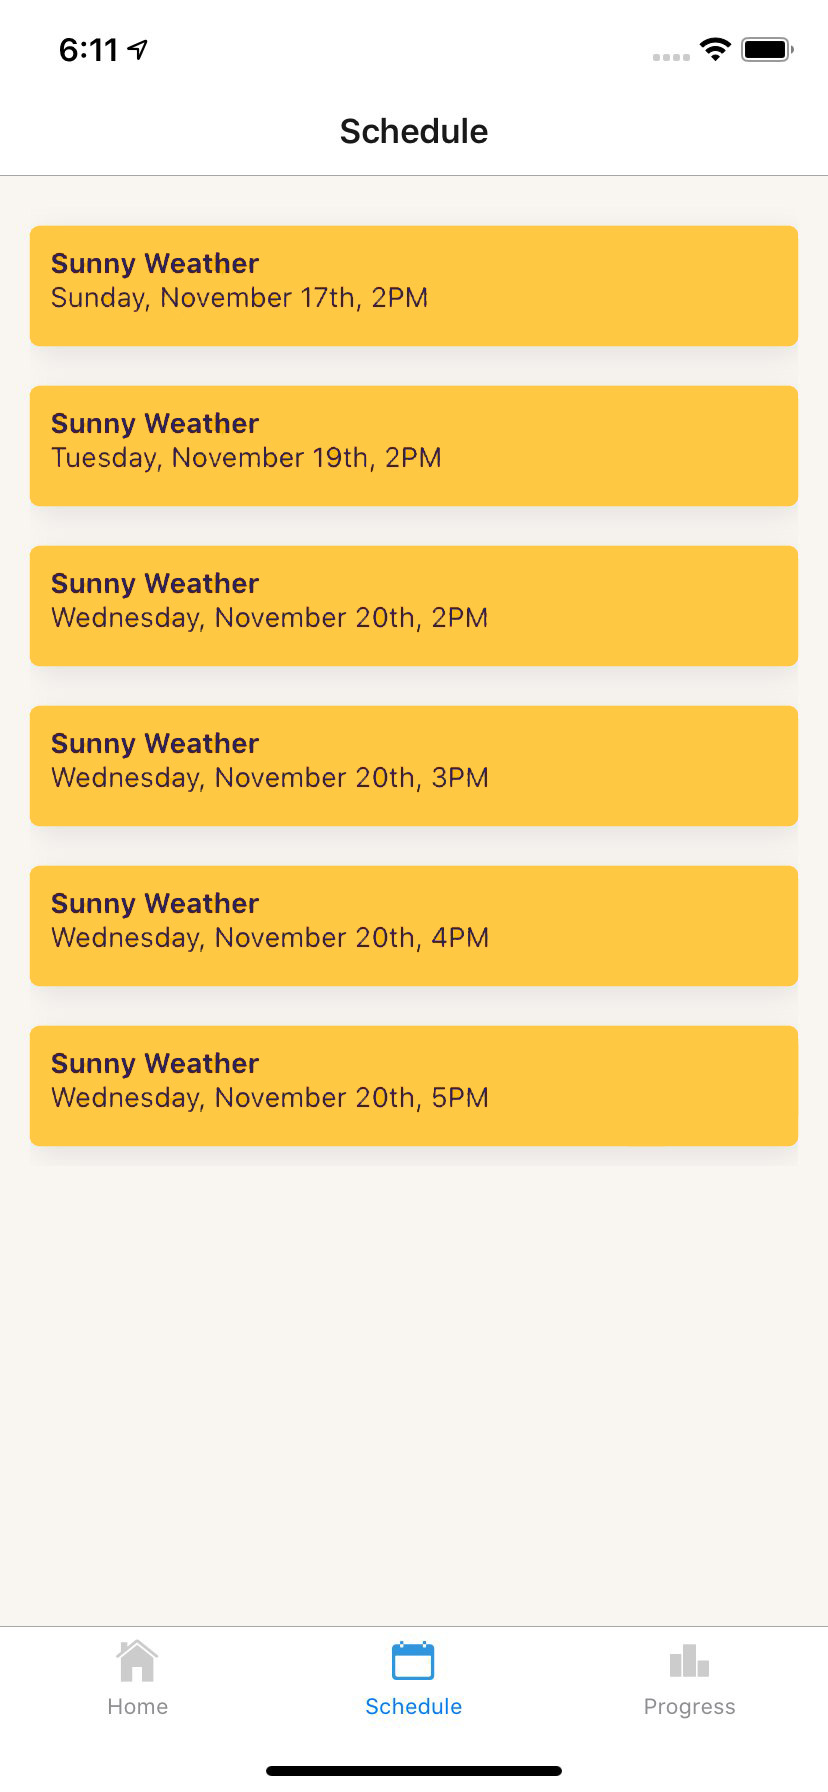 6:11
Schedule
Sunny Weather
Sunday, November 17th, 2PM
Sunny Weather
Tuesday, November 19th, 2PM
Sunny Weather
Wednesday, November 20th, 2PM
Sunny Weather
Wednesday, November 20th, 3PM
Sunny Weather
Wednesday, November 20th, 4PM
Sunny Weather
Wednesday, November 20th, 5PM
Home
Schedule
Progress